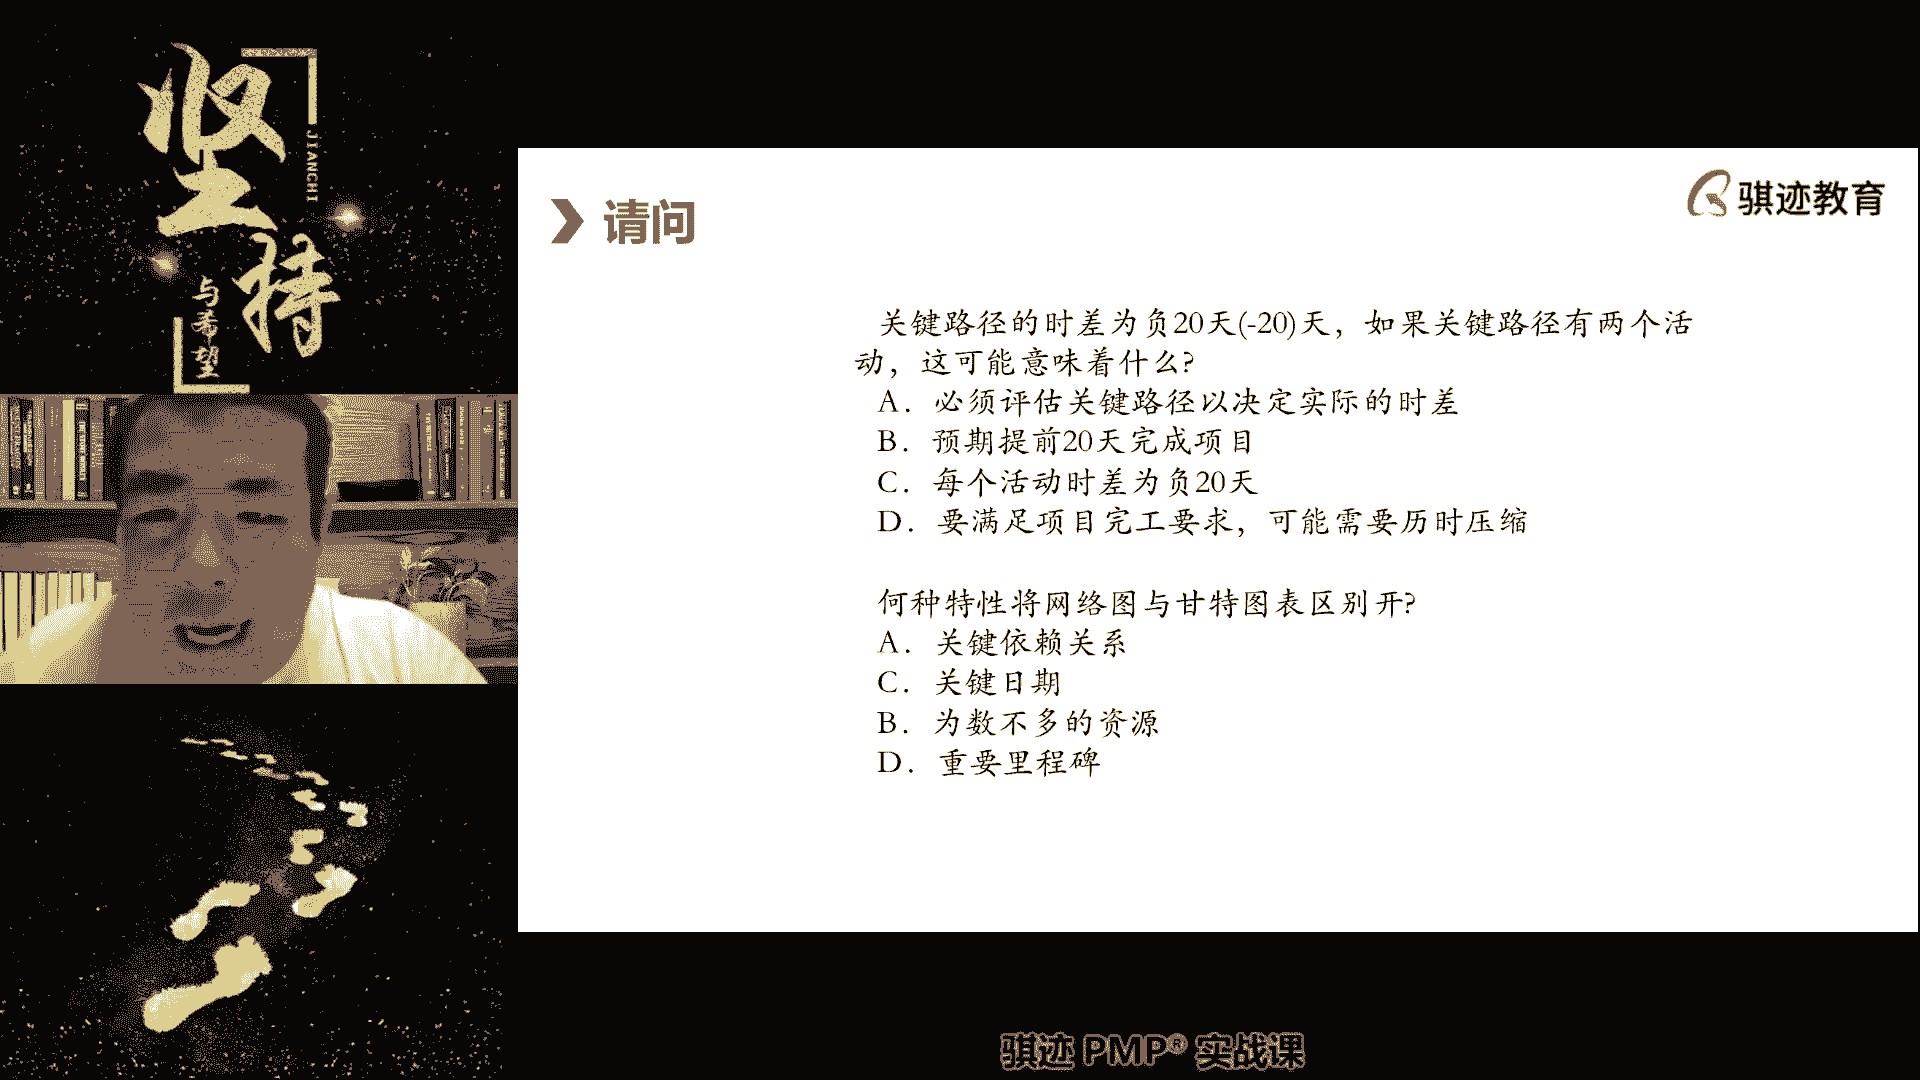 坚持
JIANCHI
与希望
请问
骐迹教育
关键路径的时差为负20天(-20)天，如果关键路径有两个活
动，这可能意味着什么?
A. 必须评估关键路径以决定实际的时差
B. 预期提前20天完成项目
C. 每个活动时差为负20天
D. 要满足项目完工要求，可能需要历时压缩
何种特性将网络图与甘特图表区别开?
A. 关键依赖关系
C. 关键日期
B. 为数不多的资源
D. 重要里程碑
骐迹 PMP® 实战课